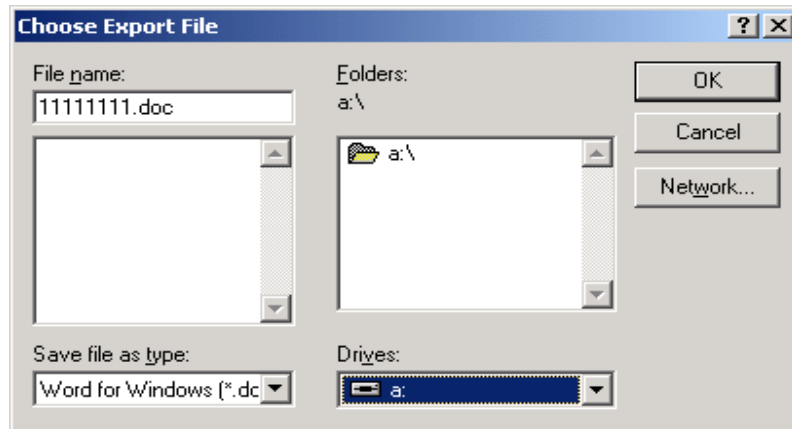 Choose Export File
File name:
11111111.doc
Folders:
a:\
a:\
OK
Cancel
Network...
Save file as type:
Word for Windows (*.dc
Drives:
a: